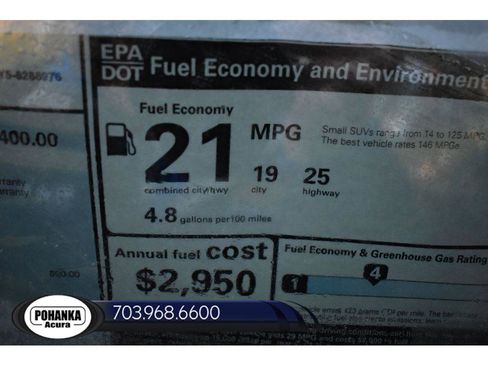 EPA
DOT
Fuel Economy and Environment
Fuel Economy
21
MPG
combined city/hwy
19
city
25
highway
Small SUVs range from 14 to 125 MPG.
The best vehicle rates 146 MPGe.
4.8 gallons per 100 miles
400.00
Annual fuel cost
$2,950
Fuel Economy & Greenhouse Gas Rating
1
4
POHANKA
Acura
703.968.6600